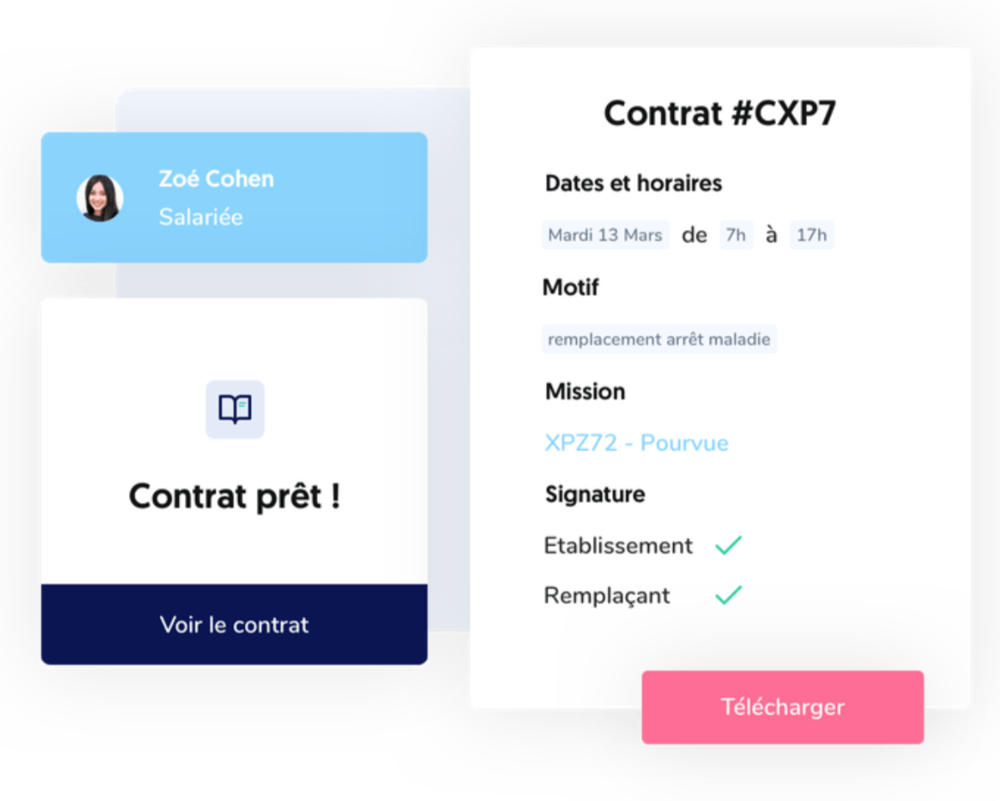 Zoé Cohen
Salariée
Contrat prêt !
Voir le contrat
Contrat #CXP7
Dates et horaires
Mardi 13 Mars de 7h à 17h
Motif
remplacement arrêt maladie
Mission
XPZ72 - Pourvue
Signature
Etablissement
Remplaçant
Télécharger